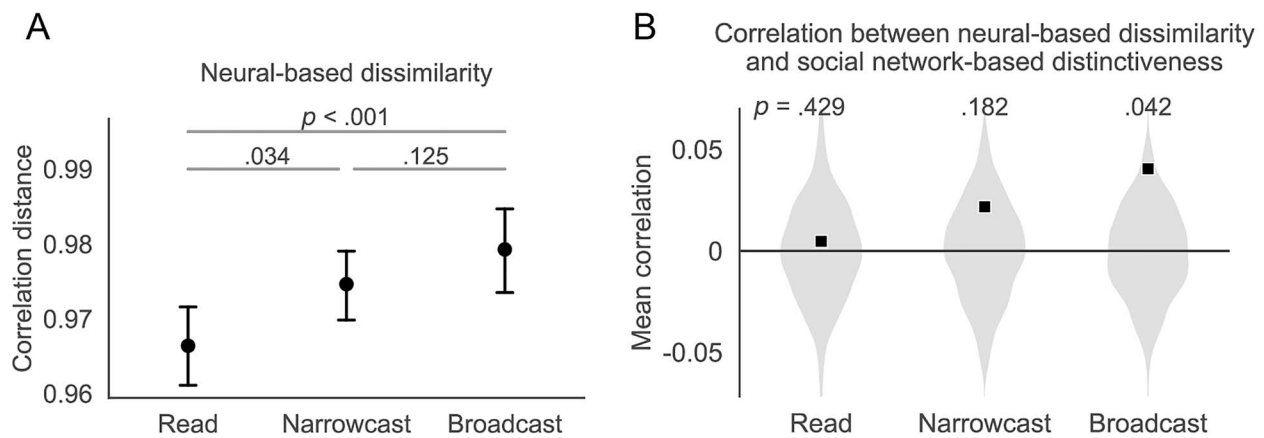 A
Neural-based dissimilarity
p < .001
.034
.125
Correlation distance
0.99
0.98
0.97
0.96
Read
Narrowcast
Broadcast
B
Correlation between neural-based dissimilarity
and social network-based distinctiveness
p = .429
.182
.042
Mean correlation
0.05
0
-0.05
Read
Narrowcast
Broadcast